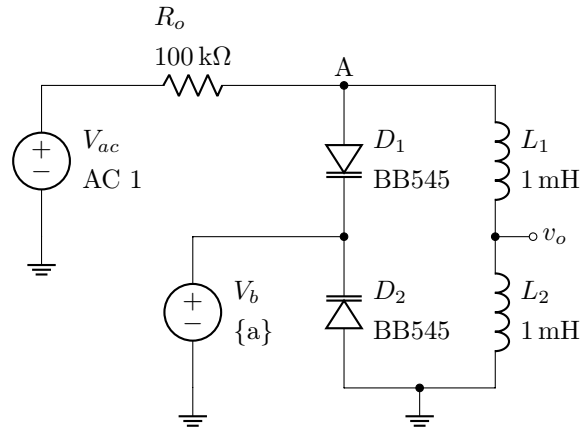 R_o
100 kΩ
A
V_ac
AC 1
D_1
BB545
L_1
1 mH
v_o
V_b
{a}
D_2
BB545
L_2
1 mH